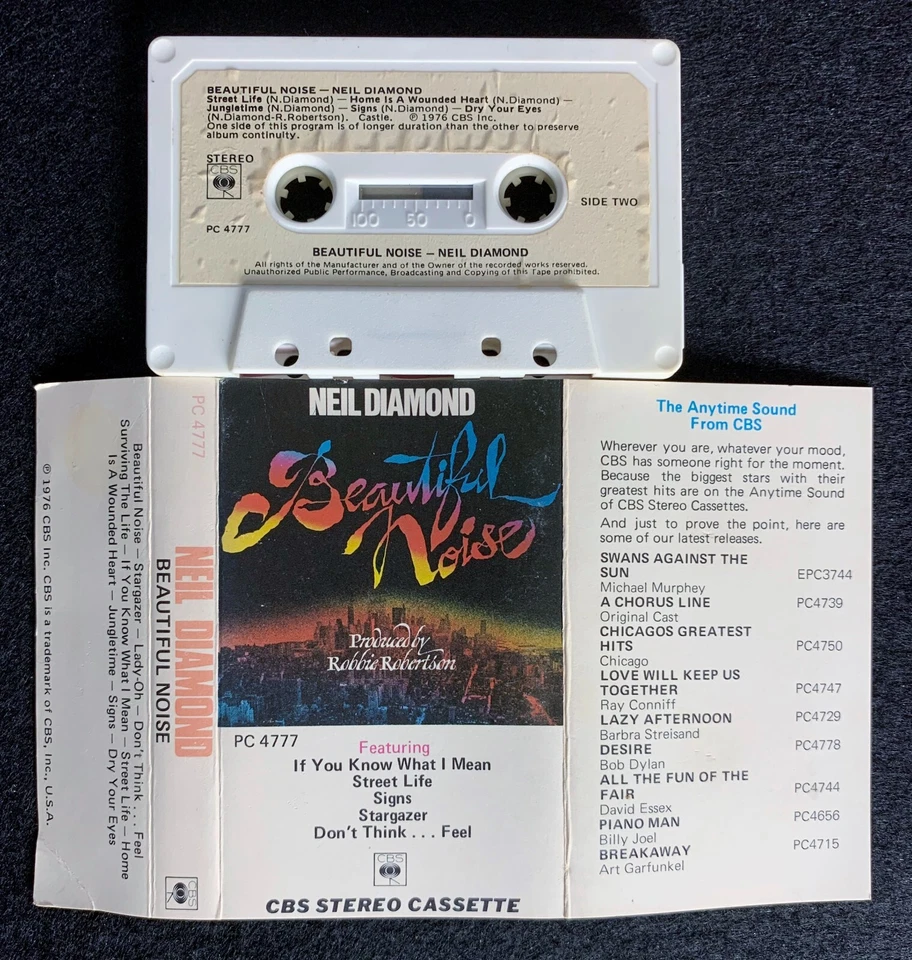 BEAUTIFUL NOISE — NEIL DIAMOND
Street Life (N.Diamond) — Home Is A Wounded Heart (N.Diamond) —
Jungletime (N.Diamond) — Signs (N.Diamond) — Dry Your Eyes
(N.Diamond-R.Robertson). Castle. ℗ 1976 CBS Inc.
One side of this program is of longer duration than the other to preserve
album continuity.
STEREO
CBS
PC 4777
100 50 0
SIDE TWO
BEAUTIFUL NOISE — NEIL DIAMOND
All rights of the Manufacturer and of the Owner of the recorded works reserved.
Unauthorized Public Performance, Broadcasting and Copying of this Tape prohibited.
Beautiful Noise — Stargazer — Lady-Oh — Don't Think . . . Feel
Surviving The Life — If You Know What I Mean — Street Life — Home
Is A Wounded Heart — Jungletime — Signs — Dry Your Eyes
℗ 1976 CBS Inc. CBS is a trademark of CBS, Inc., U.S.A.
PC 4777
NEIL DIAMOND
BEAUTIFUL NOISE
CBS
NEIL DIAMOND
Beautiful
Noise
Produced by
Robbie Robertson
PC 4777
Featuring
If You Know What I Mean
Street Life
Signs
Stargazer
Don't Think . . . Feel
CBS
CBS STEREO CASSETTE
The Anytime Sound
From CBS
Wherever you are, whatever your mood,
CBS has someone right for the moment.
Because the biggest stars with their
greatest hits are on the Anytime Sound
of CBS Stereo Cassettes.
And just to prove the point, here are
some of our latest releases.
SWANS AGAINST THE
SUN EPC3744
Michael Murphey
A CHORUS LINE PC4739
Original Cast
CHICAGOS GREATEST
HITS PC4750
Chicago
LOVE WILL KEEP US
TOGETHER PC4747
Ray Conniff
LAZY AFTERNOON PC4729
Barbra Streisand
DESIRE PC4778
Bob Dylan
ALL THE FUN OF THE
FAIR PC4744
David Essex
PIANO MAN PC4656
Billy Joel
BREAKAWAY PC4715
Art Garfunkel